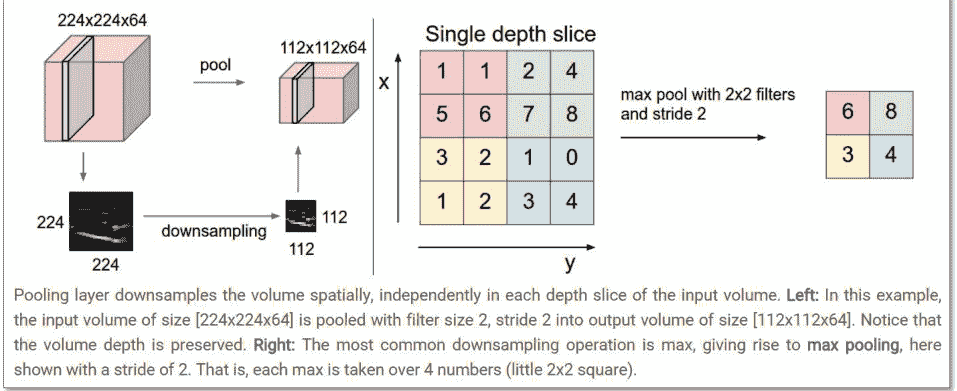 224x224x64
112x112x64
pool
224
downsampling
112
224
112
Single depth slice
x
1 1 2 4
5 6 7 8
3 2 1 0
1 2 3 4
y
max pool with 2x2 filters
and stride 2
6 8
3 4
Pooling layer downsamples the volume spatially, independently in each depth slice of the input volume. Left: In this example,
the input volume of size [224x224x64] is pooled with filter size 2, stride 2 into output volume of size [112x112x64]. Notice that
the volume depth is preserved. Right: The most common downsampling operation is max, giving rise to max pooling, here
shown with a stride of 2. That is, each max is taken over 4 numbers (little 2x2 square).